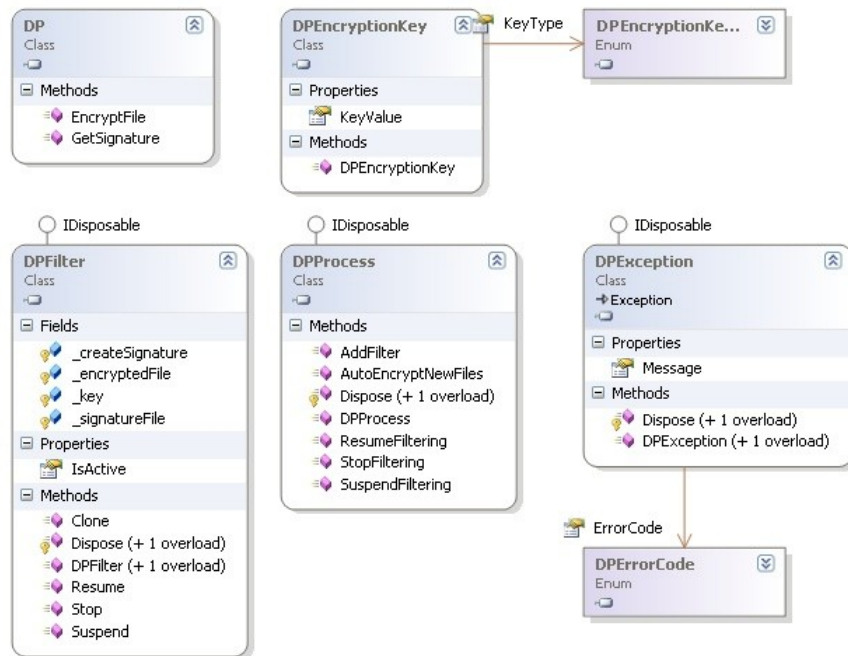 DP
Class
Methods
EncryptFile
GetSignature
DPEncryptionKey
Class
Properties
KeyValue
Methods
DPEncryptionKey
KeyType
DPEncryptionKe...
Enum
IDisposable
DPFilter
Class
Fields
_createSignature
_encryptedFile
_key
_signatureFile
Properties
IsActive
Methods
Clone
Dispose (+ 1 overload)
DPFilter (+ 1 overload)
Resume
Stop
Suspend
IDisposable
DPProcess
Class
Methods
AddFilter
AutoEncryptNewFiles
Dispose (+ 1 overload)
DPProcess
ResumeFiltering
StopFiltering
SuspendFiltering
IDisposable
DPException
Class
Exception
Properties
Message
Methods
Dispose (+ 1 overload)
DPException (+ 1 overload)
ErrorCode
DPErrorCode
Enum